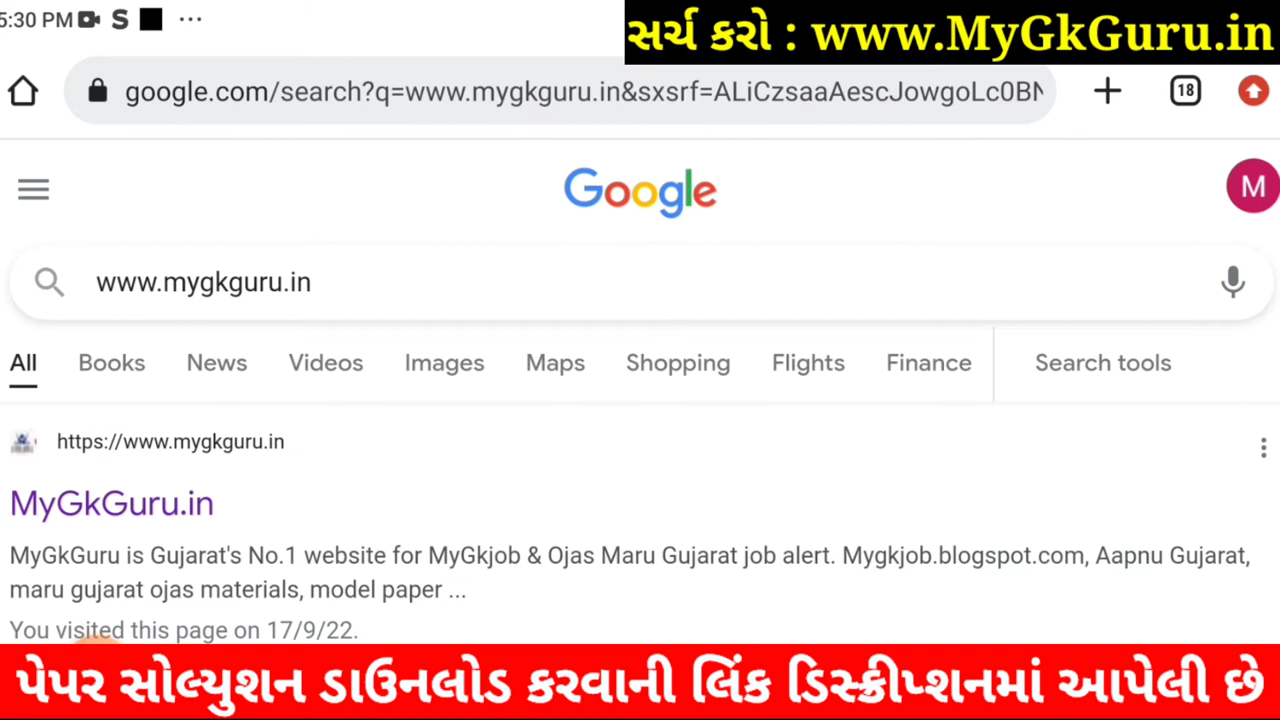 5:30 PM
સર્ચ કરો : www.MyGkGuru.in
google.com/search?q=www.mygkguru.in&sxsrf=ALiCzsaaAescJowgoLc0BN
18
Google
M
www.mygkguru.in
All Books News Videos Images Maps Shopping Flights Finance Search tools
https://www.mygkguru.in
MyGkGuru.in
MyGkGuru is Gujarat's No.1 website for MyGkjob & Ojas Maru Gujarat job alert. Mygkjob.blogspot.com, Aapnu Gujarat,
maru gujarat ojas materials, model paper ...
You visited this page on 17/9/22.
પેપર સોલ્યુશન ડાઉનલોડ કરવાની લિંક ડિસ્ક્રીપ્શનમાં આપેલી છે